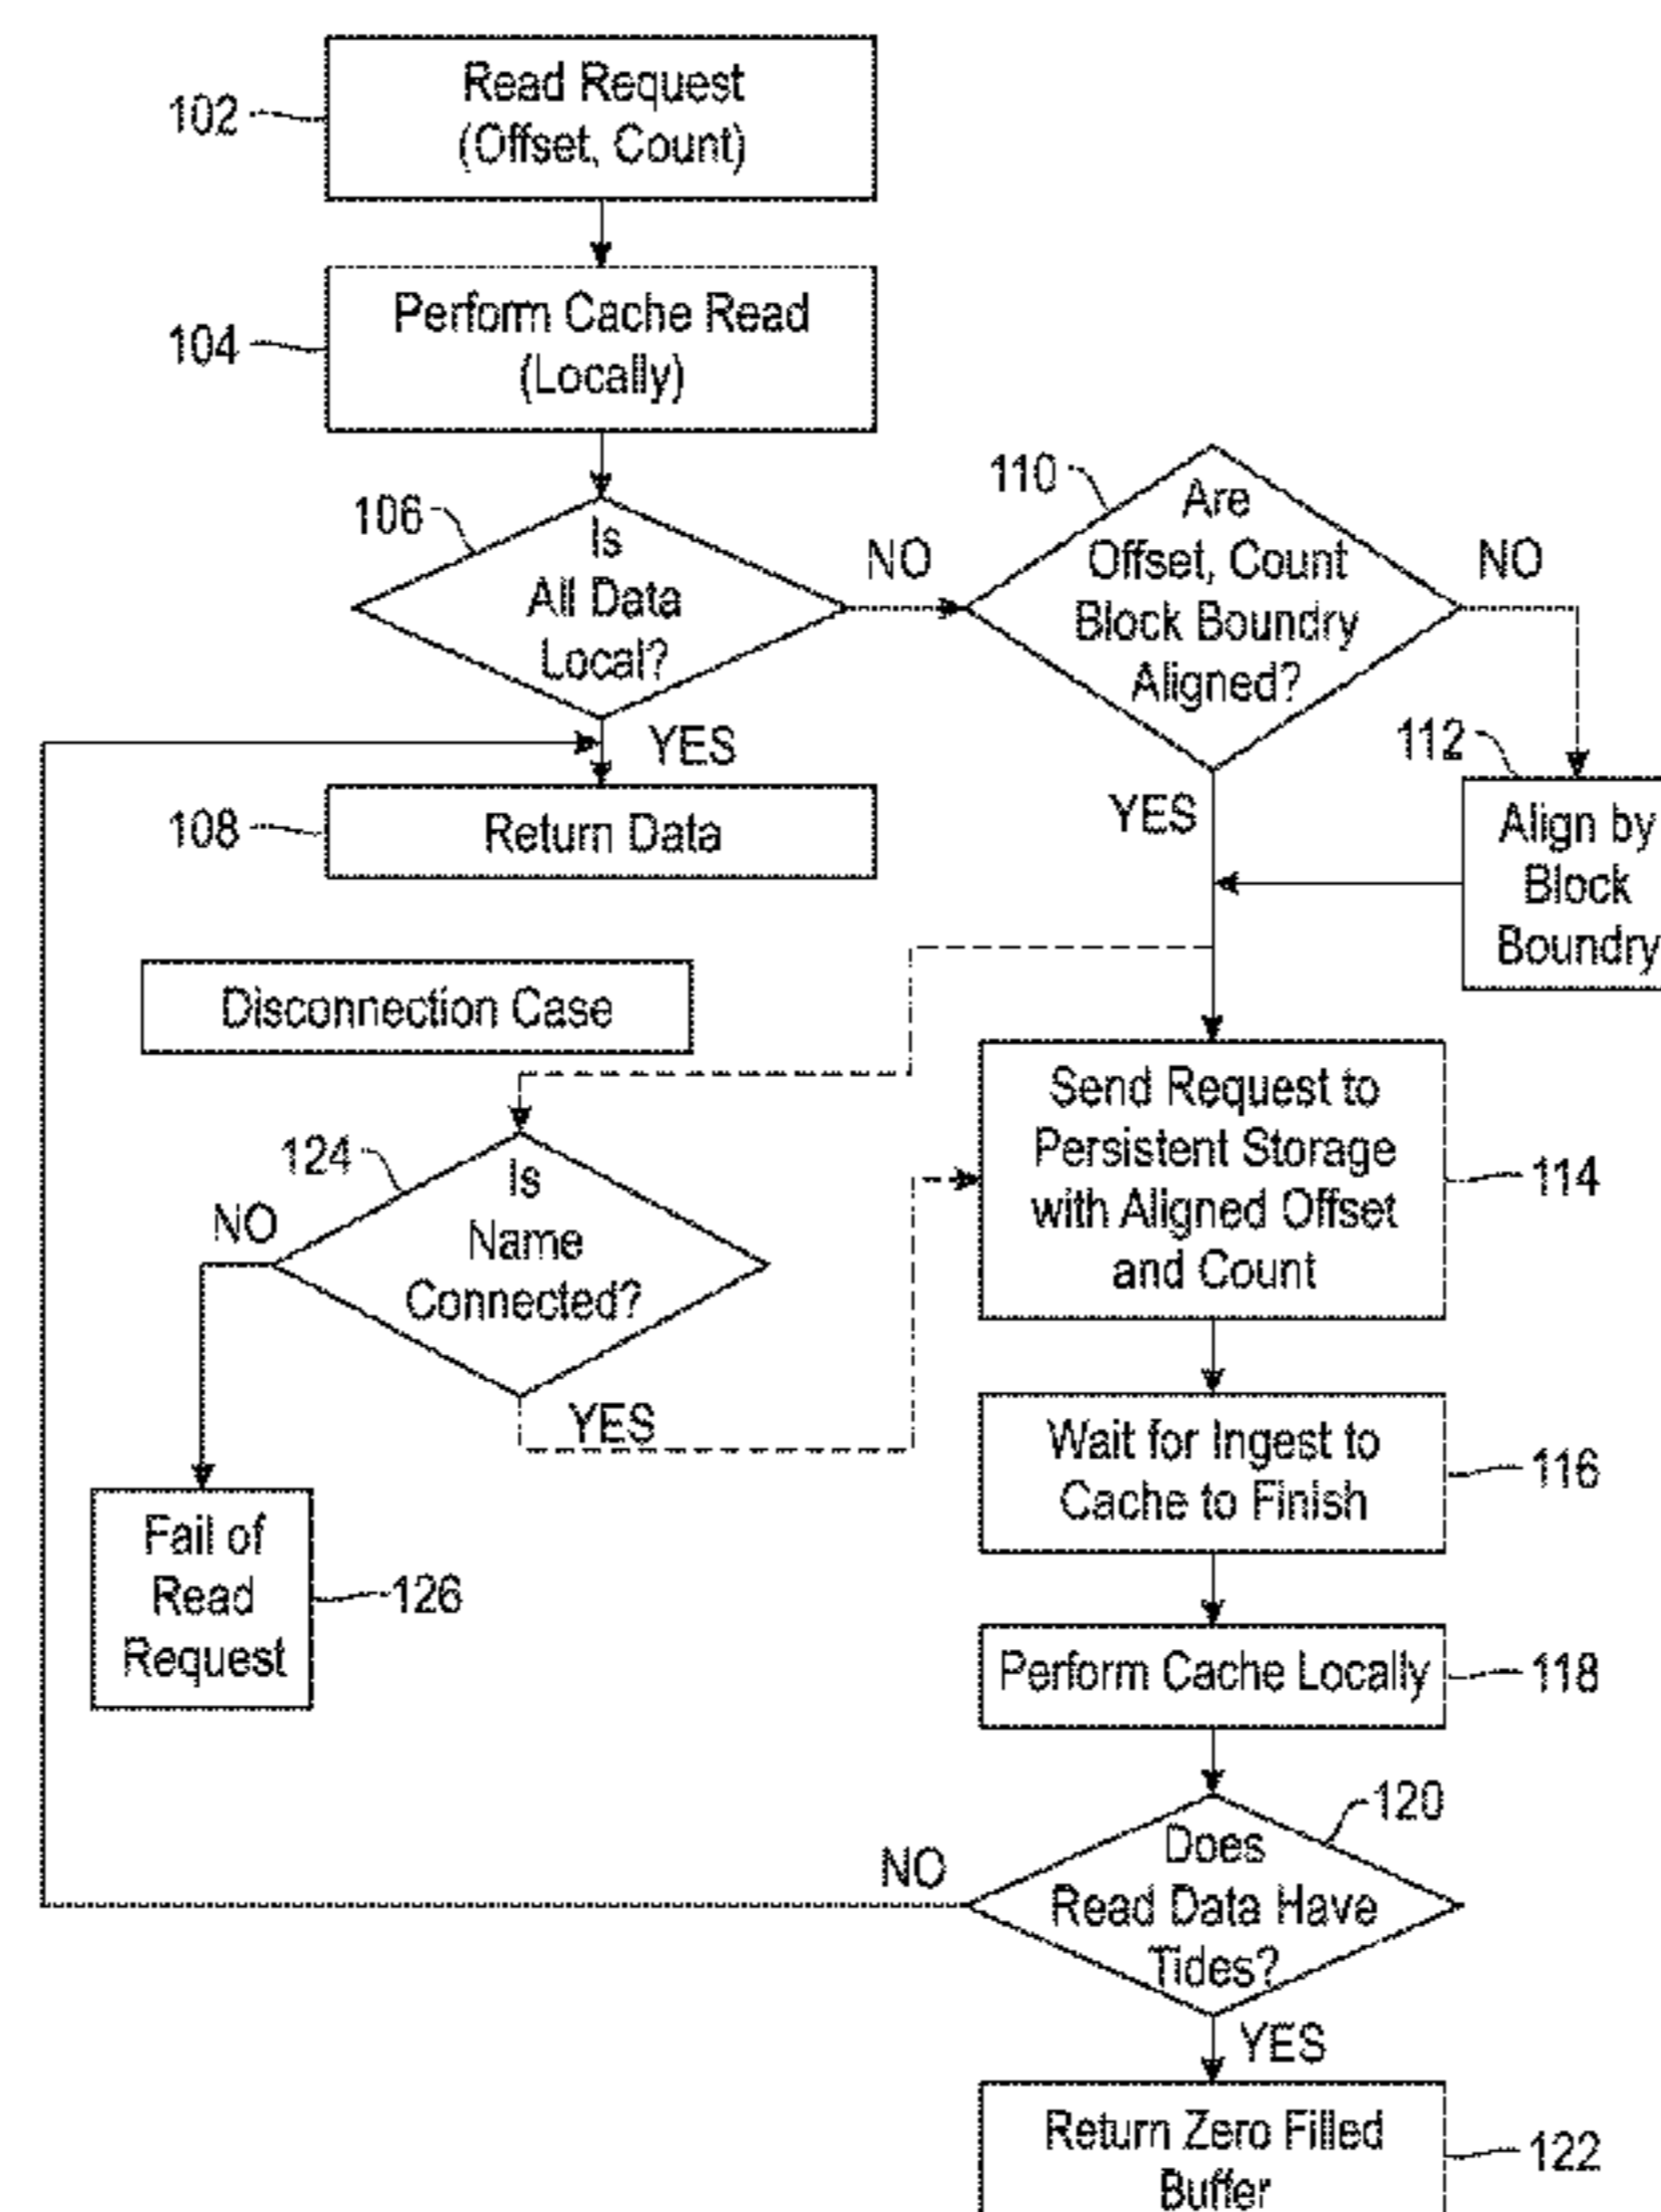 102
Read Request
(Offset, Count)
104
Perform Cache Read
(Locally)
106
Is
All Data
Local?
NO
YES
108
Return Data
110
Are
Offset, Count
Block Boundry
Aligned?
NO
YES
112
Align by
Block
Boundry
Disconnection Case
124
Is
Name
Connected?
NO
YES
Fail of
Read
Request
126
Send Request to
Persistent Storage
with Aligned Offset
and Count
114
Wait for Ingest to
Cache to Finish
116
Perform Cache Locally
118
120
Does
Read Data Have
Tides?
NO
YES
Return Zero Filled
Buffer
122